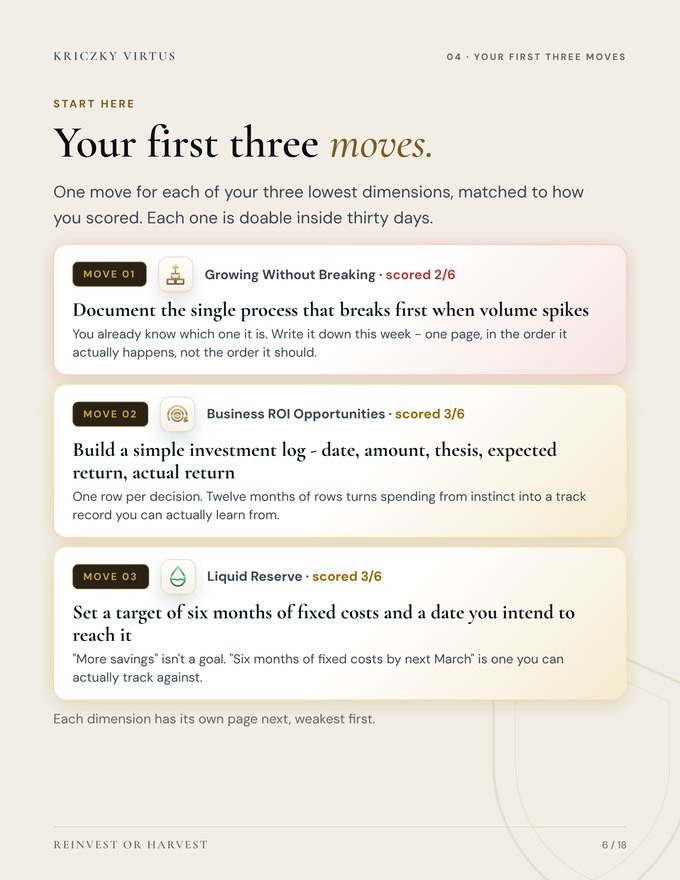 KRICZKY VIRTUS
04 · YOUR FIRST THREE MOVES
START HERE
Your first three moves.
One move for each of your three lowest dimensions, matched to how
you scored. Each one is doable inside thirty days.
MOVE 01
Growing Without Breaking · scored 2/6
Document the single process that breaks first when volume spikes
You already know which one it is. Write it down this week - one page, in the order it
actually happens, not the order it should.
MOVE 02
Business ROI Opportunities · scored 3/6
Build a simple investment log - date, amount, thesis, expected
return, actual return
One row per decision. Twelve months of rows turns spending from instinct into a track
record you can actually learn from.
MOVE 03
Liquid Reserve · scored 3/6
Set a target of six months of fixed costs and a date you intend to
reach it
"More savings" isn't a goal. "Six months of fixed costs by next March" is one you can
actually track against.
Each dimension has its own page next, weakest first.
REINVEST OR HARVEST
6 / 18